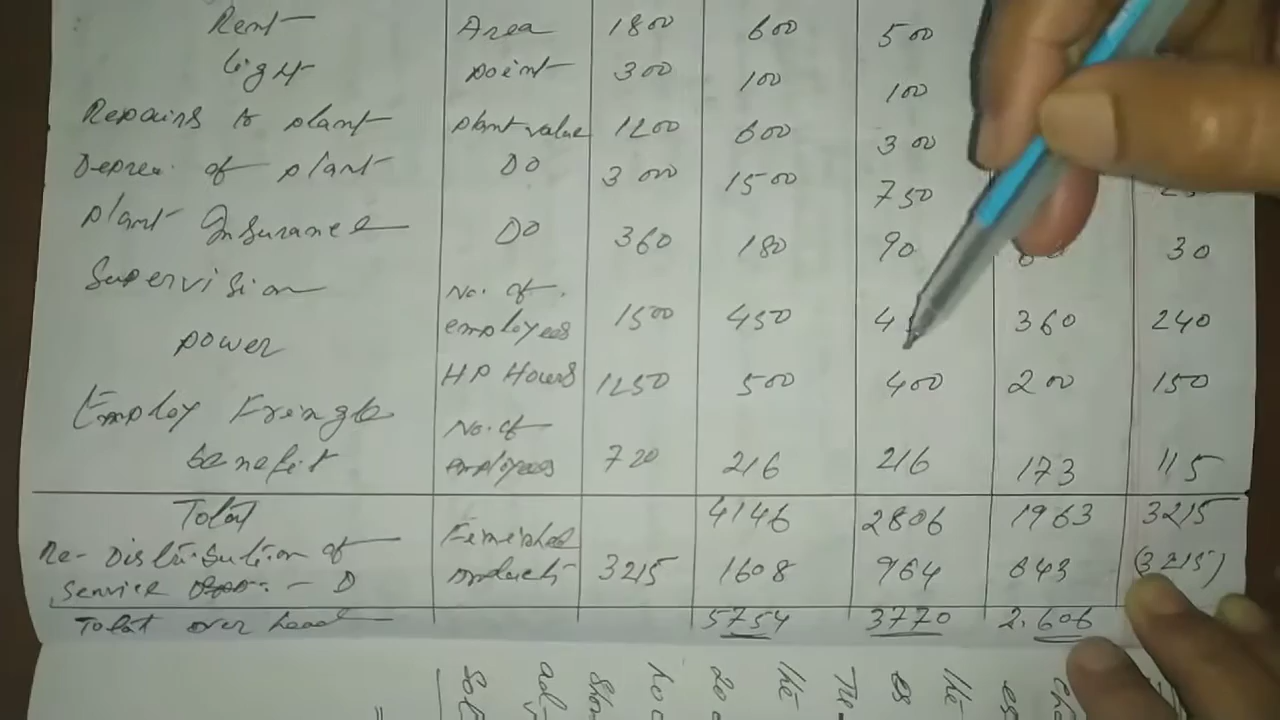 Rent Area 1800 600 500
Light point 300 100 100
Repairs to plant plant value 1200 600 300
Deprec. of plant DO 3000 1500 750
plant Insurance DO 360 180 90 30
Supervision No. of employees 1500 450 4 360 240
power HP Hours 1250 500 400 200 150
Employ Fringe benefit No. of employees 720 216 216 173 115
Total 4146 2806 1963 3215
Re-Distribution of service - D Finished products 3215 1608 964 643 (3215)
Total over head 5754 3770 2.606